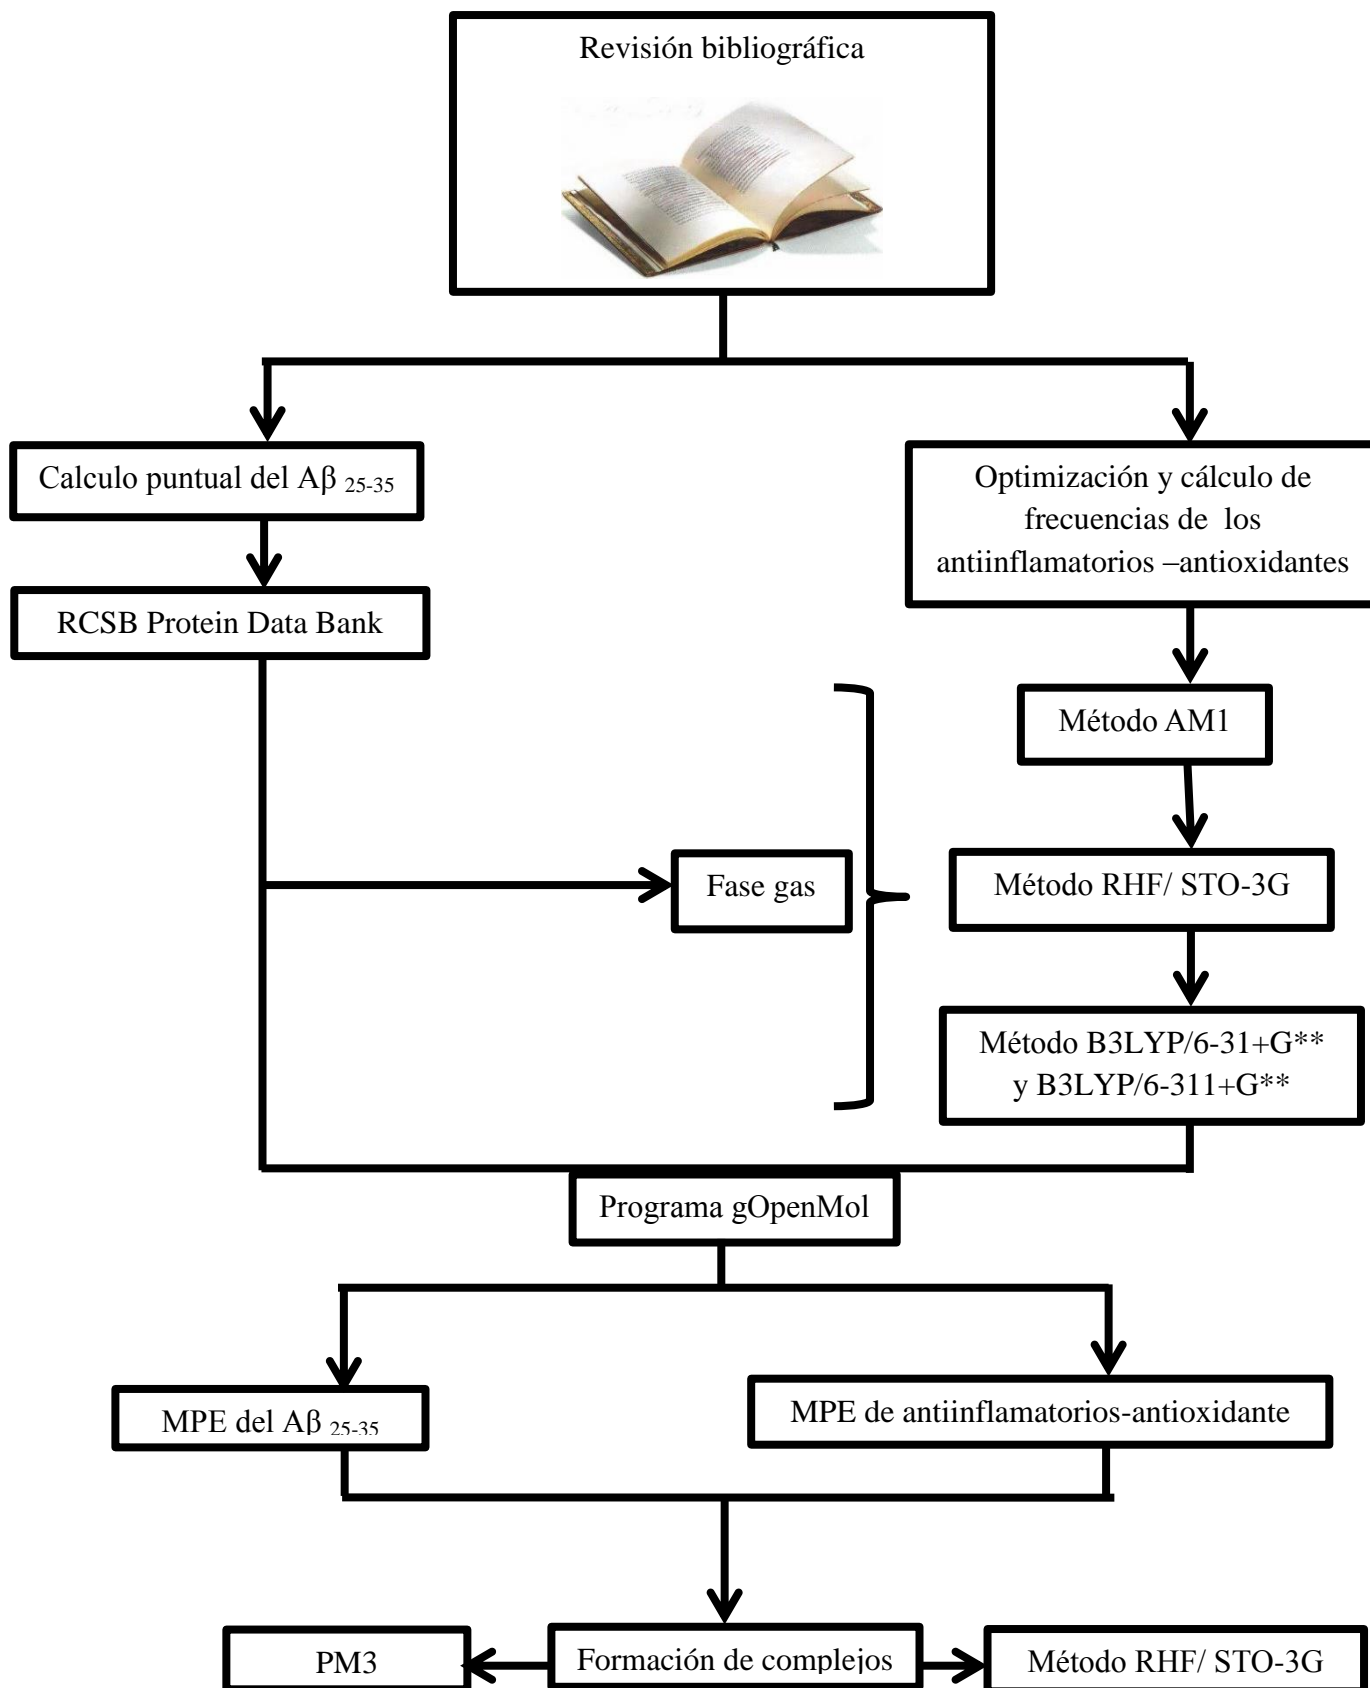 Revisión bibliográfica
Calculo puntual del Aβ 25-35
RCSB Protein Data Bank
Optimización y cálculo de
frecuencias de los
antiinflamatorios –antioxidantes
Método AM1
Fase gas
Método RHF/ STO-3G
Método B3LYP/6-31+G**
y B3LYP/6-311+G**
Programa gOpenMol
MPE del Aβ 25-35
MPE de antiinflamatorios-antioxidante
PM3
Formación de complejos
Método RHF/ STO-3G